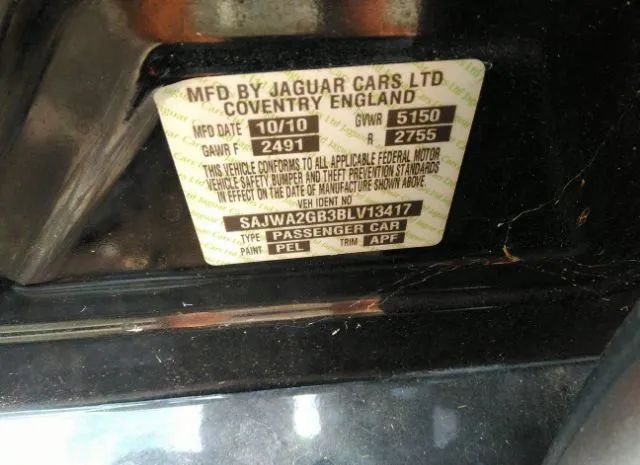 MFD BY JAGUAR CARS LTD
COVENTRY ENGLAND
MFD DATE 10/10 GVWR 5150
GAWR F 2491 R 2755
THIS VEHICLE CONFORMS TO ALL APPLICABLE FEDERAL MOTOR
VEHICLE SAFETY BUMPER AND THEFT PREVENTION STANDARDS
IN EFFECT ON THE DATE OF MANUFACTURE SHOWN ABOVE.
VEH IDENT NO
SAJWA2GB3BLV13417
TYPE PASSENGER CAR
PAINT PEL TRIM APF